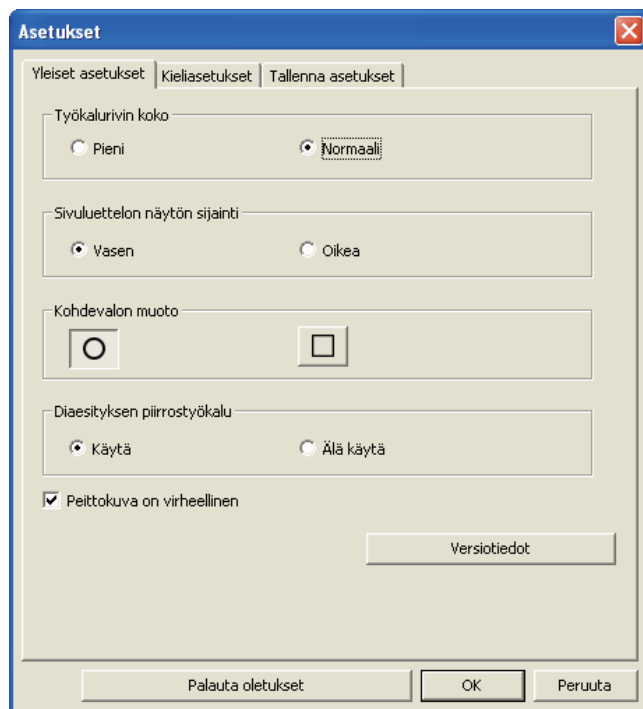 Asetukset
Yleiset asetukset Kieliasetukset Tallenna asetukset
Työkalurivin koko
Pieni Normaali
Sivuluettelon näytön sijainti
Vasen Oikea
Kohdevalon muoto
Diaesityksen piirrostyökalu
Käytä Älä käytä
Peittokuva on virheellinen
Versiotiedot
Palauta oletukset OK Peruuta